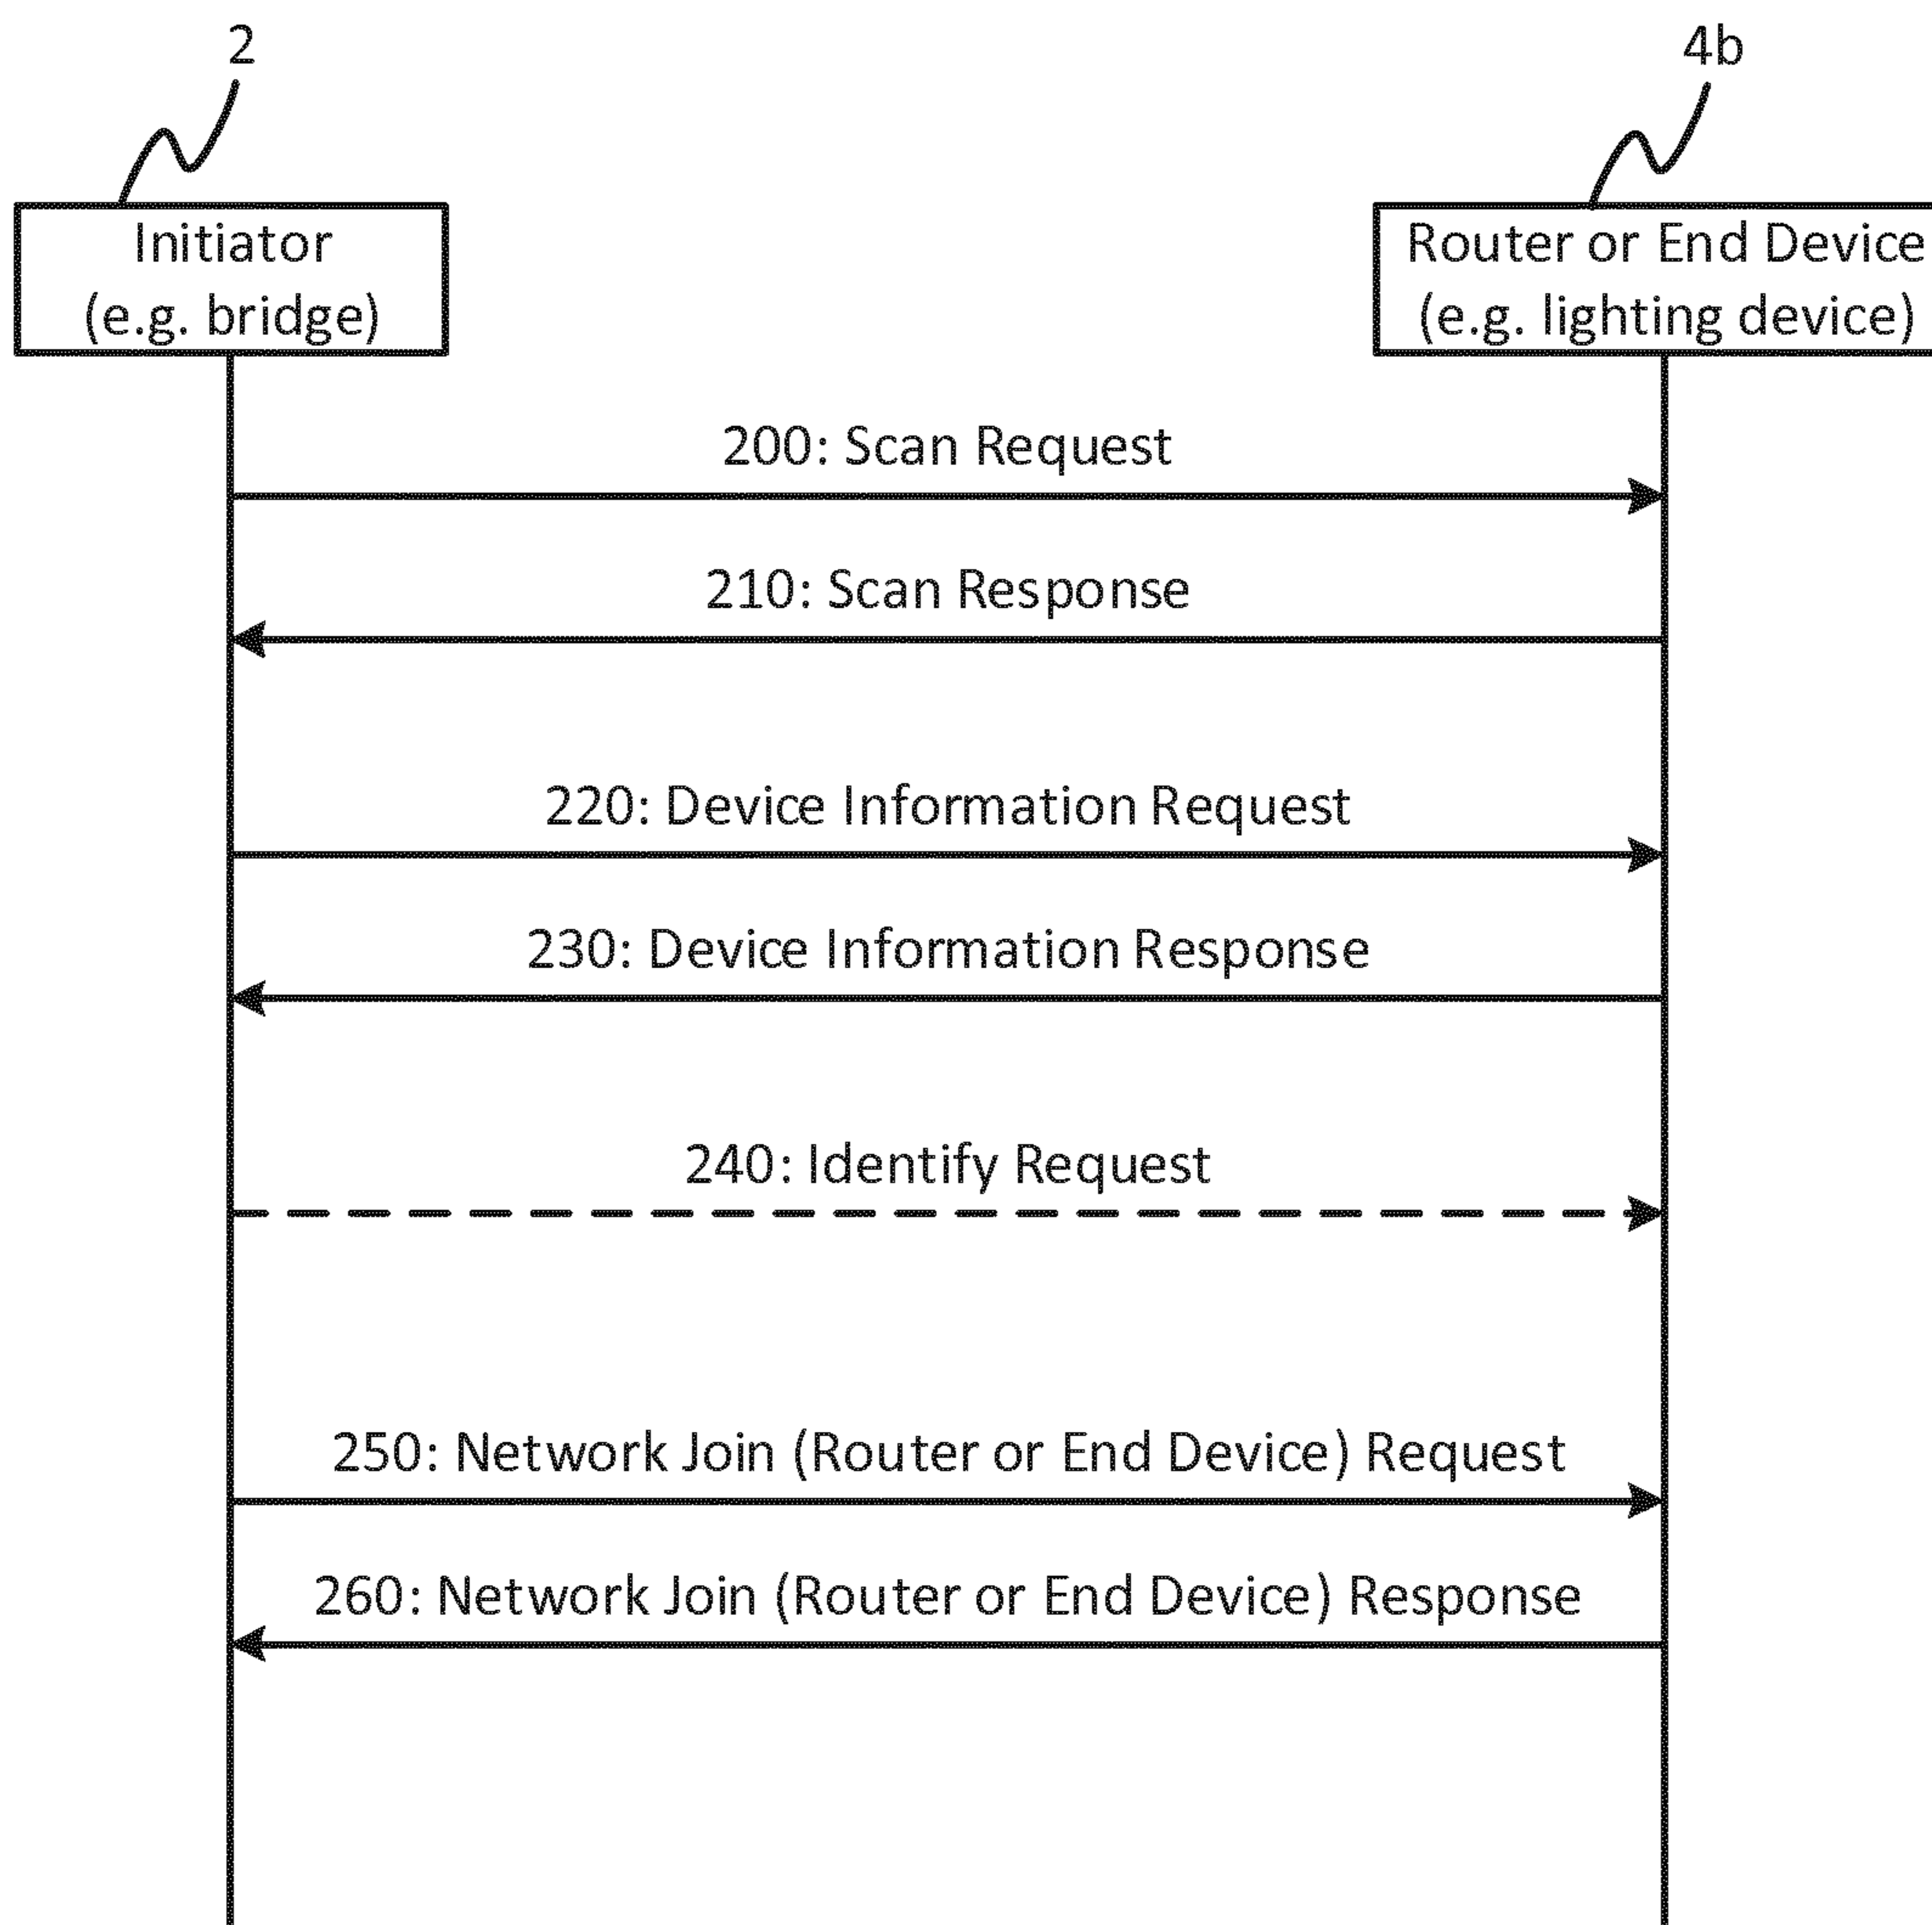 2
4b
Initiator
(e.g. bridge)
Router or End Device
(e.g. lighting device)
200: Scan Request
210: Scan Response
220: Device Information Request
230: Device Information Response
240: Identify Request
250: Network Join (Router or End Device) Request
260: Network Join (Router or End Device) Response